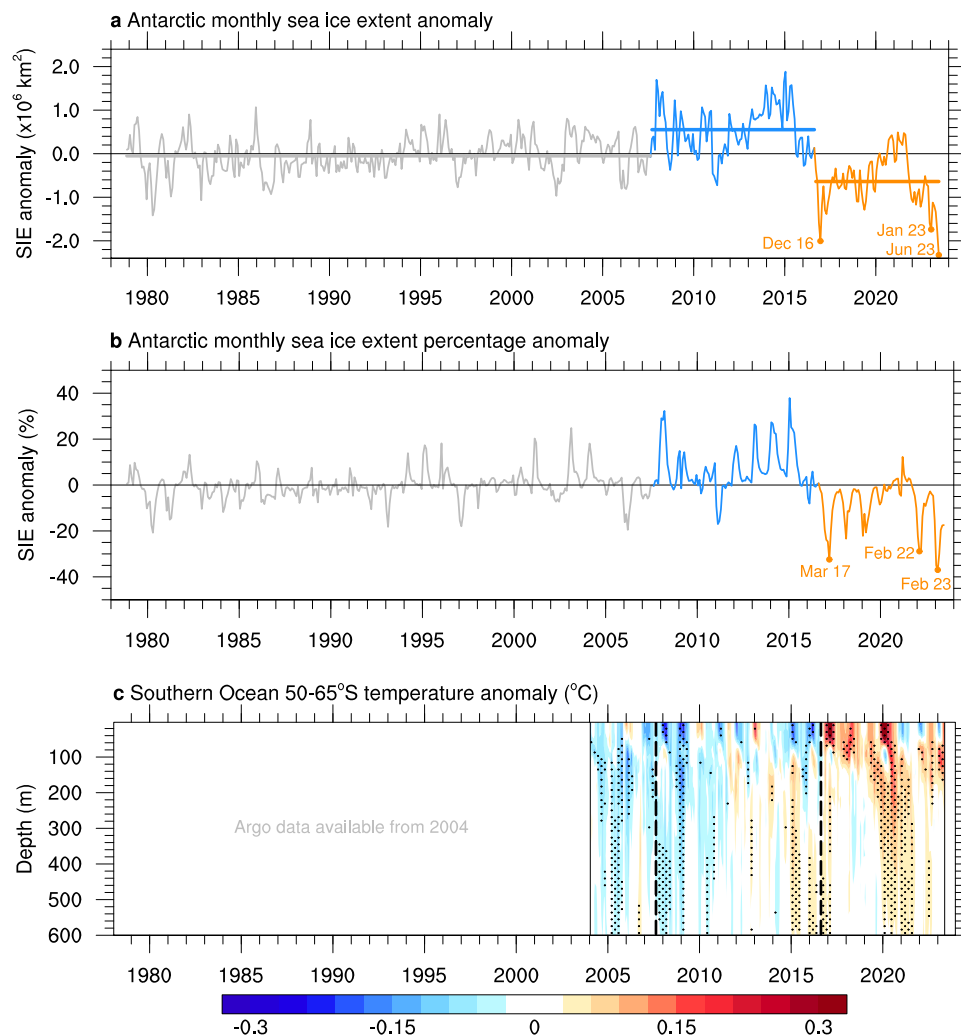 a Antarctic monthly sea ice extent anomaly
SIE anomaly (x10⁶ km²)
2.0
1.0
0.0
-1.0
-2.0
Dec 16
Jan 23
Jun 23
1980 1985 1990 1995 2000 2005 2010 2015 2020
b Antarctic monthly sea ice extent percentage anomaly
SIE anomaly (%)
40
20
0
-20
-40
Mar 17
Feb 22
Feb 23
1980 1985 1990 1995 2000 2005 2010 2015 2020
c Southern Ocean 50-65°S temperature anomaly (°C)
Depth (m)
100
200
300
400
500
600
Argo data available from 2004
1980 1985 1990 1995 2000 2005 2010 2015 2020
-0.3 -0.15 0 0.15 0.3